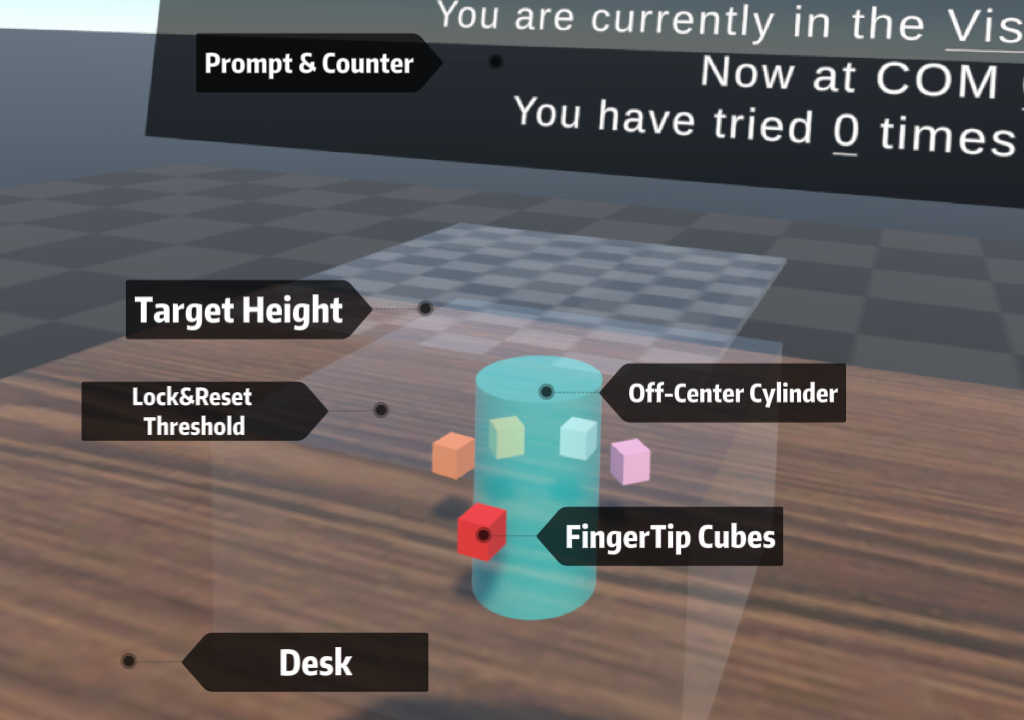 You are currently in the
Prompt & Counter
Now at COM
You have tried 0 times
Target Height
Lock&Reset
Threshold
Off-Center Cylinder
FingerTip Cubes
Desk